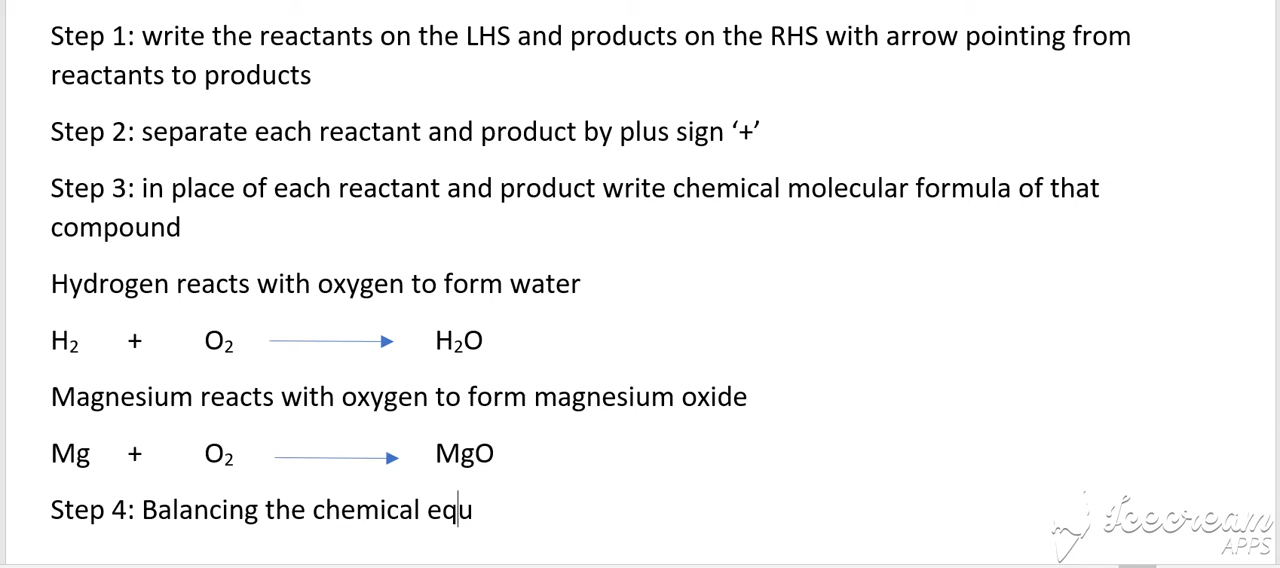 Step 1: write the reactants on the LHS and products on the RHS with arrow pointing from
reactants to products
Step 2: separate each reactant and product by plus sign ‘+’
Step 3: in place of each reactant and product write chemical molecular formula of that
compound
Hydrogen reacts with oxygen to form water
H₂ + O₂ ⟶ H₂O
Magnesium reacts with oxygen to form magnesium oxide
Mg + O₂ ⟶ MgO
Step 4: Balancing the chemical equ
Icecream
APPS